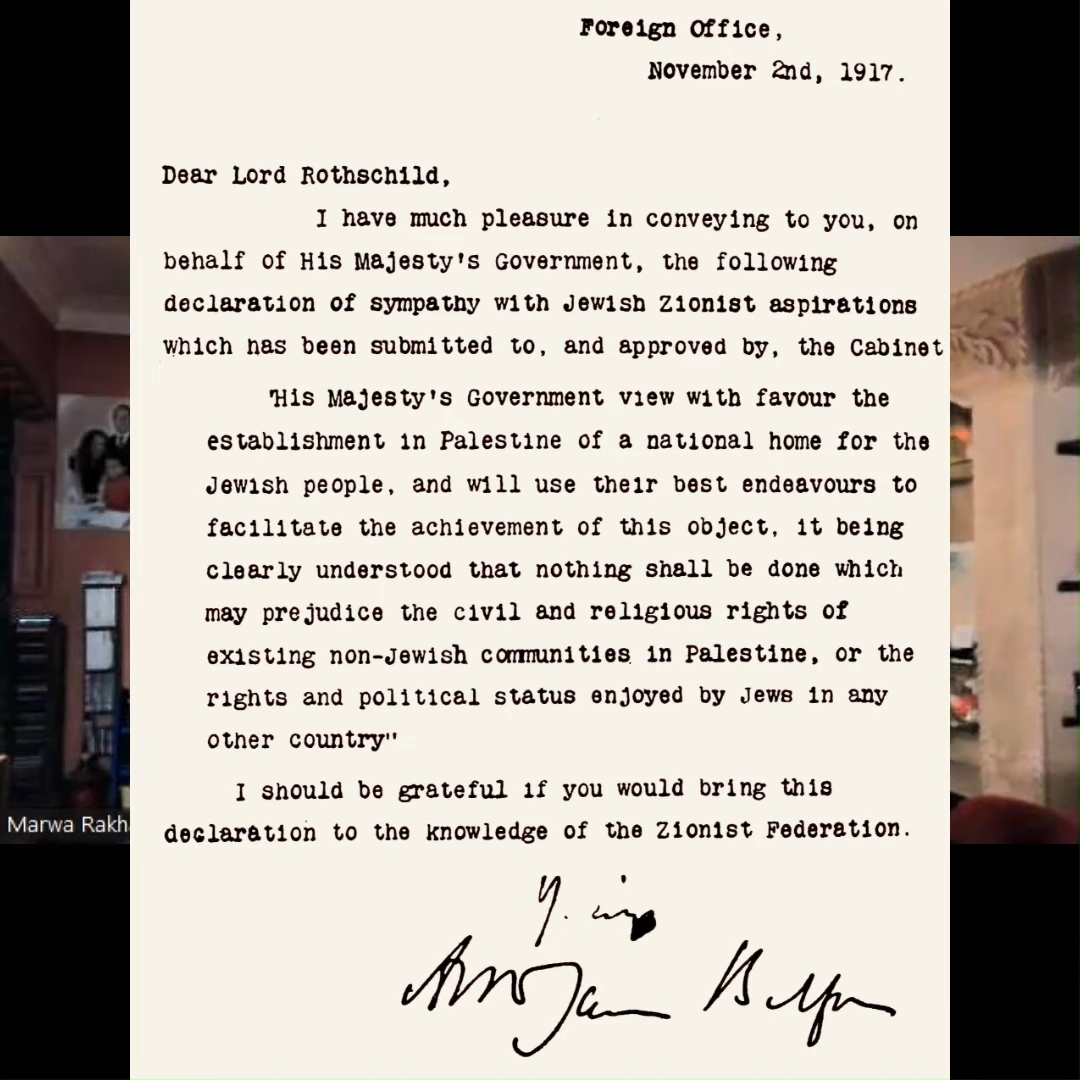 Foreign Office,
November 2nd, 1917.
Dear Lord Rothschild,
I have much pleasure in conveying to you, on
behalf of His Majesty's Government, the following
declaration of sympathy with Jewish Zionist aspirations
which has been submitted to, and approved by, the Cabinet
"His Majesty's Government view with favour the
establishment in Palestine of a national home for the
Jewish people, and will use their best endeavours to
facilitate the achievement of this object, it being
clearly understood that nothing shall be done which
may prejudice the civil and religious rights of
existing non-Jewish communities in Palestine, or the
rights and political status enjoyed by Jews in any
other country"
I should be grateful if you would bring this
declaration to the knowledge of the Zionist Federation.
Marwa